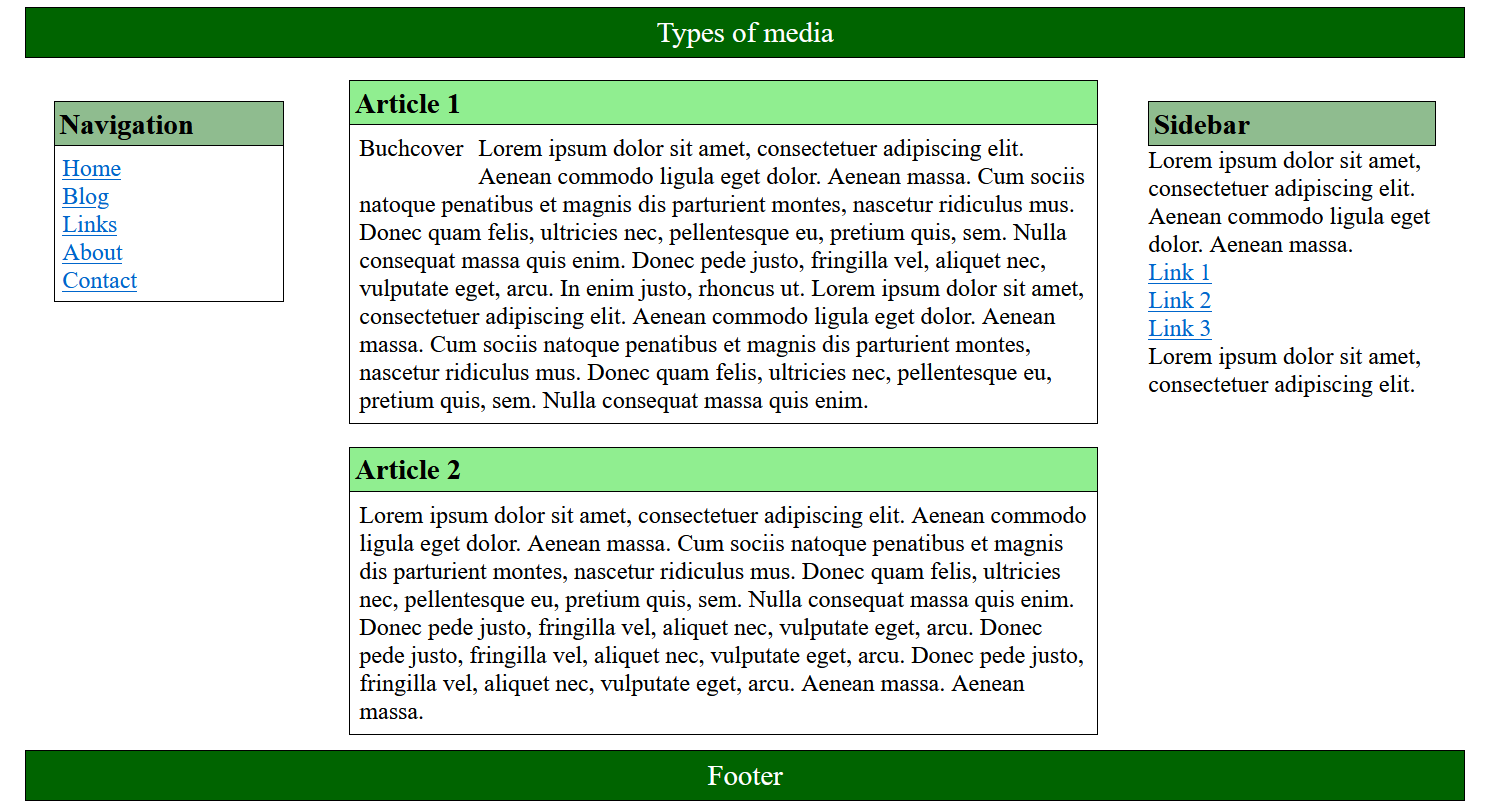 Types of media
Navigation
Home
Blog
Links
About
Contact
Article 1
Buchcover Lorem ipsum dolor sit amet, consectetuer adipiscing elit.
Aenean commodo ligula eget dolor. Aenean massa. Cum sociis
natoque penatibus et magnis dis parturient montes, nascetur ridiculus mus.
Donec quam felis, ultricies nec, pellentesque eu, pretium quis, sem. Nulla
consequat massa quis enim. Donec pede justo, fringilla vel, aliquet nec,
vulputate eget, arcu. In enim justo, rhoncus ut. Lorem ipsum dolor sit amet,
consectetuer adipiscing elit. Aenean commodo ligula eget dolor. Aenean
massa. Cum sociis natoque penatibus et magnis dis parturient montes,
nascetur ridiculus mus. Donec quam felis, ultricies nec, pellentesque eu,
pretium quis, sem. Nulla consequat massa quis enim.
Article 2
Lorem ipsum dolor sit amet, consectetuer adipiscing elit. Aenean commodo
ligula eget dolor. Aenean massa. Cum sociis natoque penatibus et magnis
dis parturient montes, nascetur ridiculus mus. Donec quam felis, ultricies
nec, pellentesque eu, pretium quis, sem. Nulla consequat massa quis enim.
Donec pede justo, fringilla vel, aliquet nec, vulputate eget, arcu. Donec
pede justo, fringilla vel, aliquet nec, vulputate eget, arcu. Donec pede justo,
fringilla vel, aliquet nec, vulputate eget, arcu. Aenean massa. Aenean
massa.
Sidebar
Lorem ipsum dolor sit amet,
consectetuer adipiscing elit.
Aenean commodo ligula eget
dolor. Aenean massa.
Link 1
Link 2
Link 3
Lorem ipsum dolor sit amet,
consectetuer adipiscing elit.
Footer